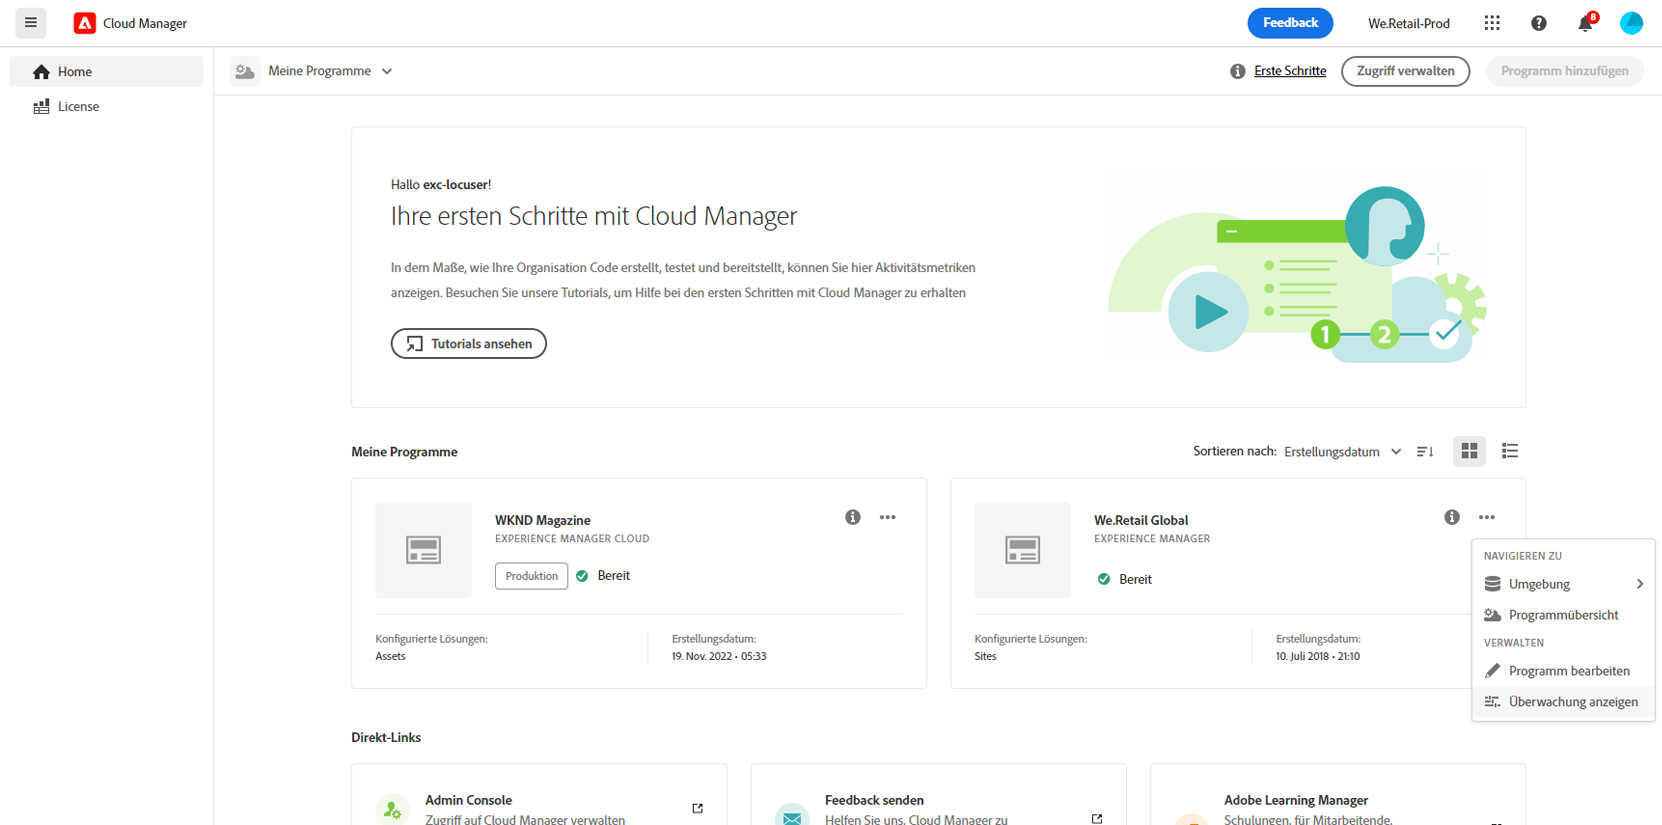 Cloud Manager
Feedback
We.Retail-Prod
8
Home
License
Meine Programme
Erste Schritte
Zugriff verwalten
Programm hinzufügen
Hallo exc-locuser!
Ihre ersten Schritte mit Cloud Manager
In dem Maße, wie Ihre Organisation Code erstellt, testet und bereitstellt, können Sie hier Aktivitätsmetriken
anzeigen. Besuchen Sie unsere Tutorials, um Hilfe bei den ersten Schritten mit Cloud Manager zu erhalten
Tutorials ansehen
1
2
Meine Programme
Sortieren nach: Erstellungsdatum
WKND Magazine
EXPERIENCE MANAGER CLOUD
Produktion
Bereit
Konfigurierte Lösungen:
Assets
Erstellungsdatum:
19. Nov. 2022 • 05:33
We.Retail Global
EXPERIENCE MANAGER
Bereit
Konfigurierte Lösungen:
Sites
Erstellungsdatum:
10. Juli 2018 • 21:10
NAVIGIEREN ZU
Umgebung
Programmübersicht
VERWALTEN
Programm bearbeiten
Überwachung anzeigen
Direkt-Links
Admin Console
Zugriff auf Cloud Manager verwalten
Feedback senden
Helfen Sie uns, Cloud Manager zu
Adobe Learning Manager
Schulungen, für Mitarbeitende,